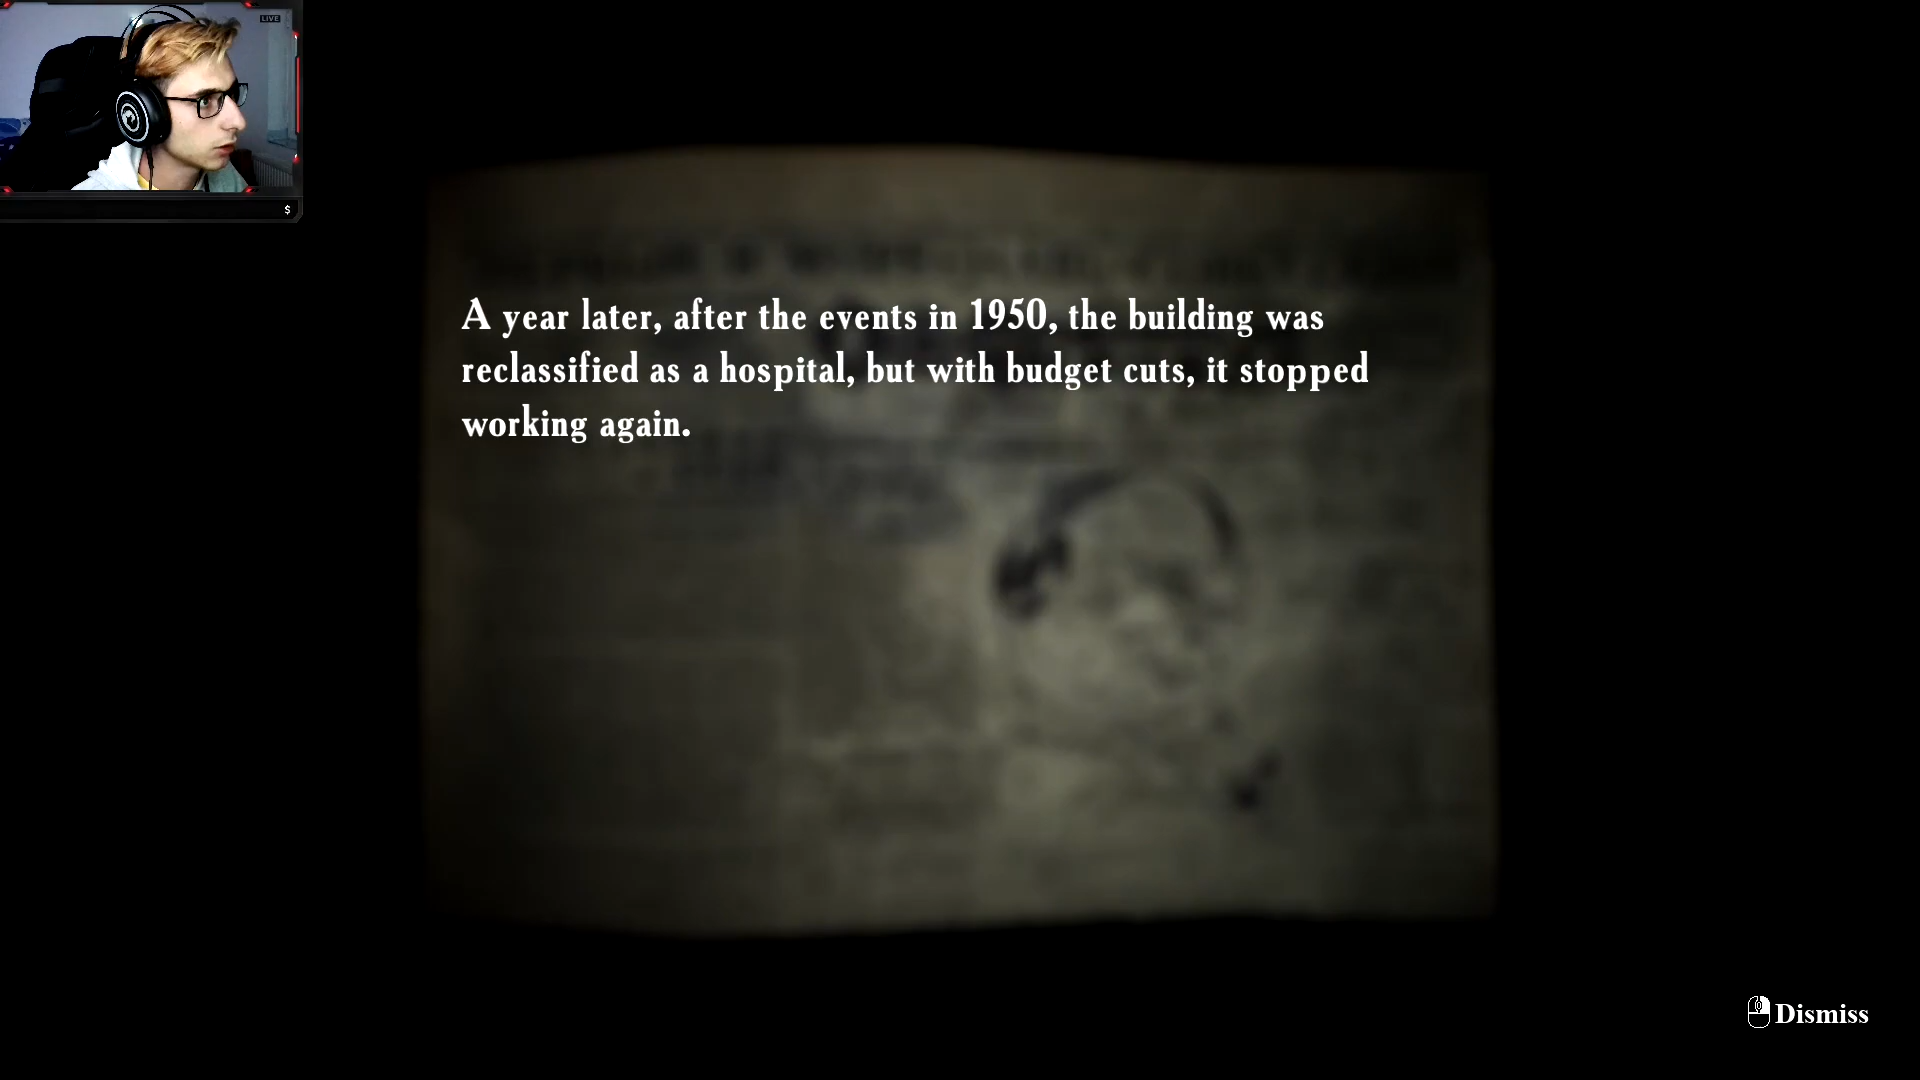 LIVE
$
A year later, after the events in 1950, the building was
reclassified as a hospital, but with budget cuts, it stopped
working again.
Dismiss